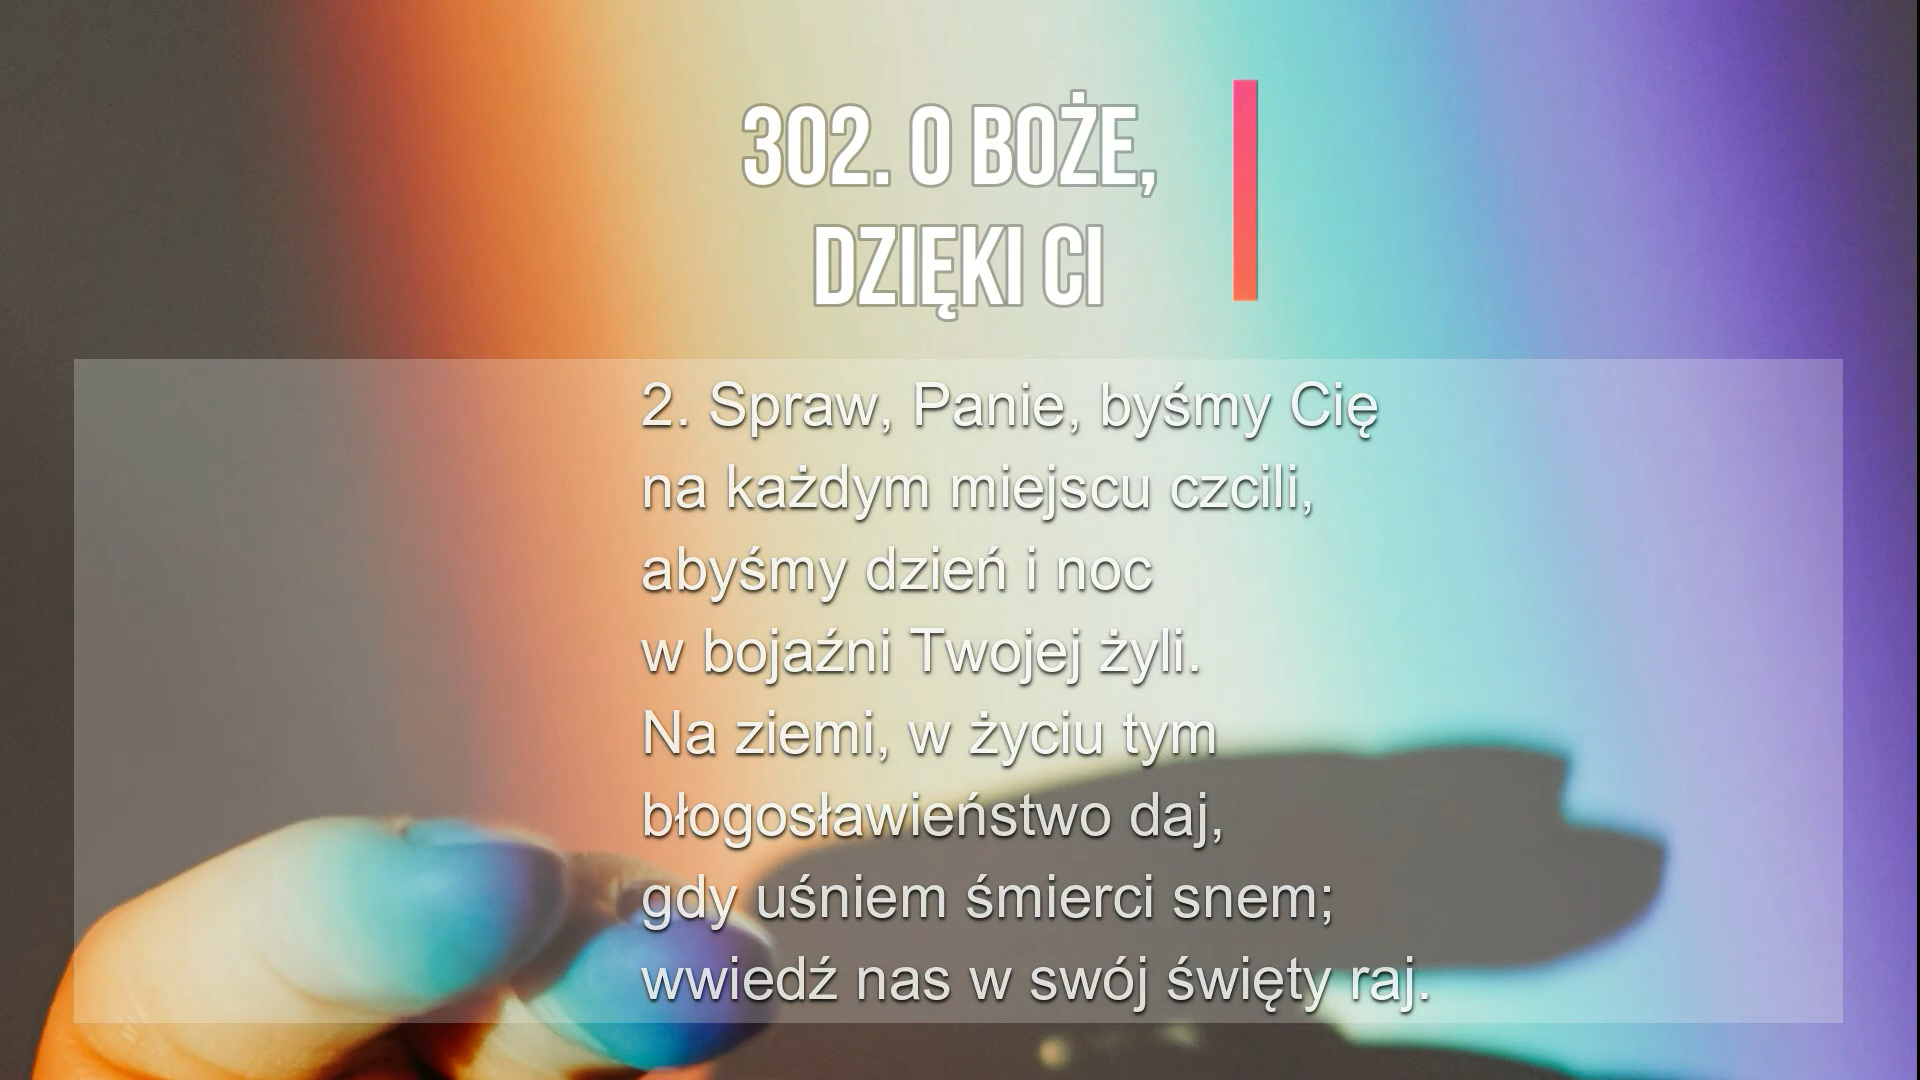 302. O BOŻE,
DZIĘKI CI
2. Spraw, Panie, byśmy Cię
na każdym miejscu czcili,
abyśmy dzień i noc
w bojaźni Twojej żyli.
Na ziemi, w życiu tym
błogosławieństwo daj,
gdy uśniem śmierci snem;
wwiedź nas w swój święty raj.